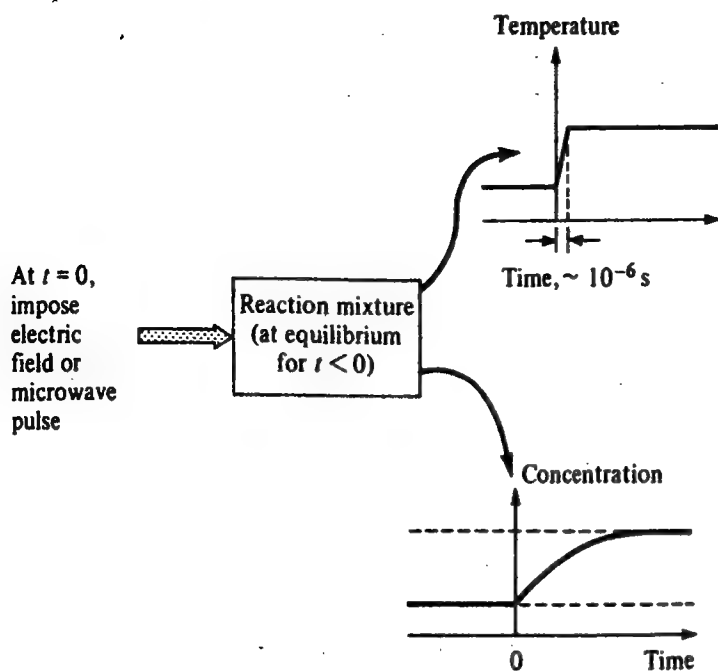 Temperature
Time, ~ 10⁻⁶ s
At t = 0,
impose
electric
field or
microwave
pulse
Reaction mixture
(at equilibrium
for t < 0)
Concentration
0
Time